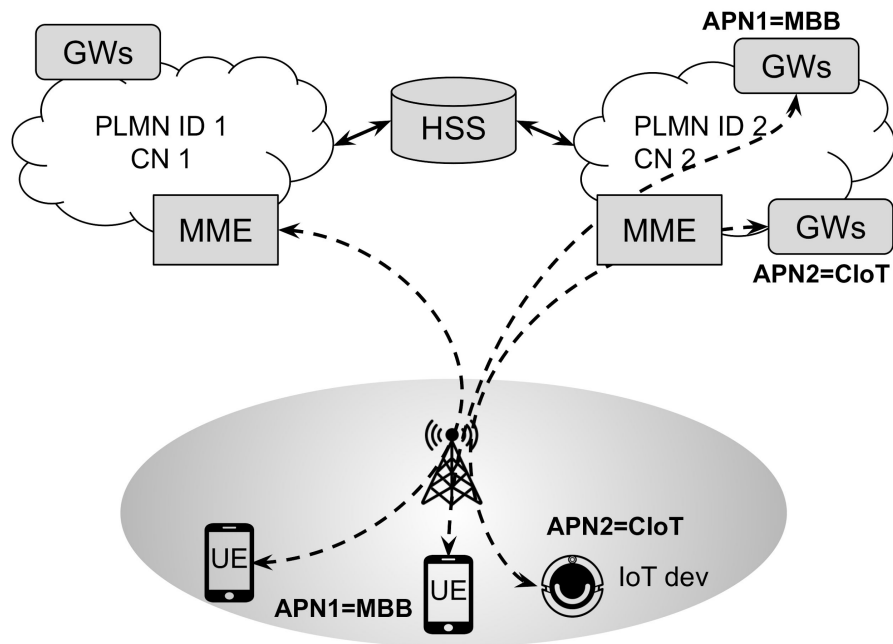 APN1=MBB
GWs
GWs
PLMN ID 1
CN 1
HSS
PLMN ID 2
CN 2
MME
MME
GWs
APN2=CIoT
APN2=CIoT
UE
IoT dev
APN1=MBB
UE